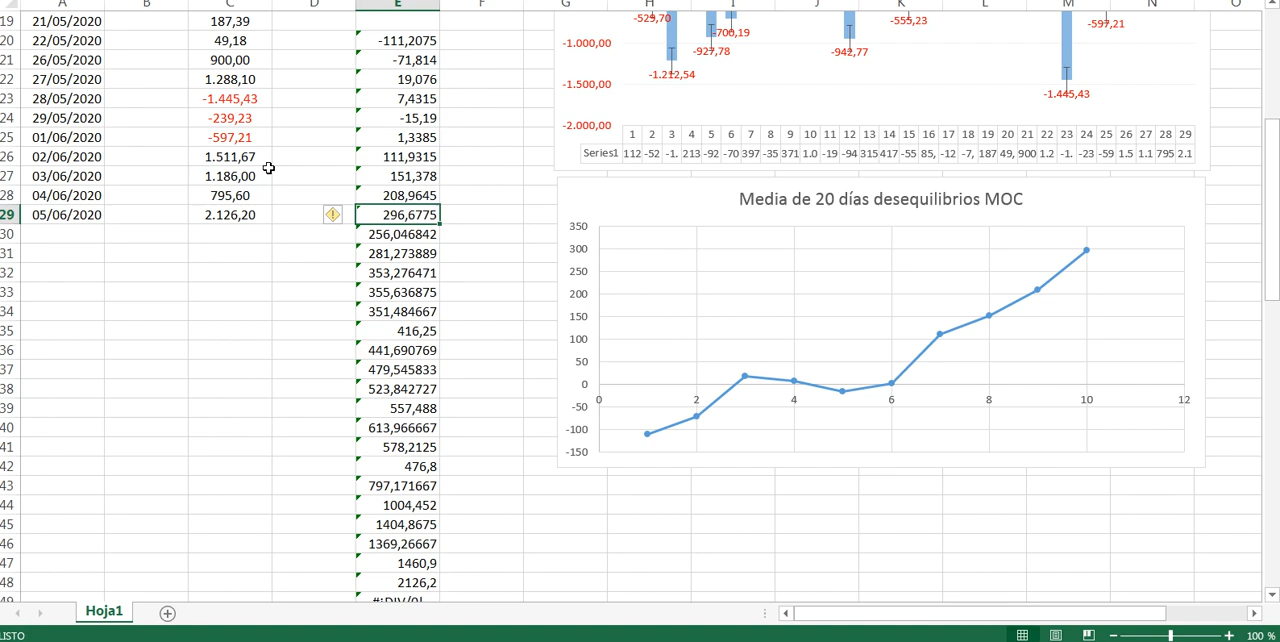 A B C D E F G H I J K L M N O
19 21/05/2020 187,39
20 22/05/2020 49,18 -111,2075
21 26/05/2020 900,00 -71,814
22 27/05/2020 1.288,10 19,076
23 28/05/2020 -1.445,43 7,4315
24 29/05/2020 -239,23 -15,19
25 01/06/2020 -597,21 1,3385
26 02/06/2020 1.511,67 111,9315
27 03/06/2020 1.186,00 151,378
28 04/06/2020 795,60 208,9645
29 05/06/2020 2.126,20 296,6775
30 256,046842
31 281,273889
32 353,276471
33 355,636875
34 351,484667
35 416,25
36 441,690769
37 479,545833
38 523,842727
39 557,488
40 613,966667
41 578,2125
42 476,8
43 797,171667
44 1004,452
45 1404,8675
46 1369,26667
47 1460,9
48 2126,2
49 #¡DIV/0!
-529,70 -555,23 -597,21
-700,19
-1.000,00 -927,78 -942,77
-1.212,54
-1.500,00 -1.445,43
-2.000,00
1 2 3 4 5 6 7 8 9 10 11 12 13 14 15 16 17 18 19 20 21 22 23 24 25 26 27 28 29
Series1 112 -52 -1. 213 -92 -70 397 -35 371 1.0 -19 -94 315 417 -55 85, -12 -7, 187 49, 900 1.2 -1. -23 -59 1.5 1.1 795 2.1
Media de 20 días desequilibrios MOC
350
300
250
200
150
100
50
0
-50
-100
-150
0 2 4 6 8 10 12
Hoja1
LISTO 100 %